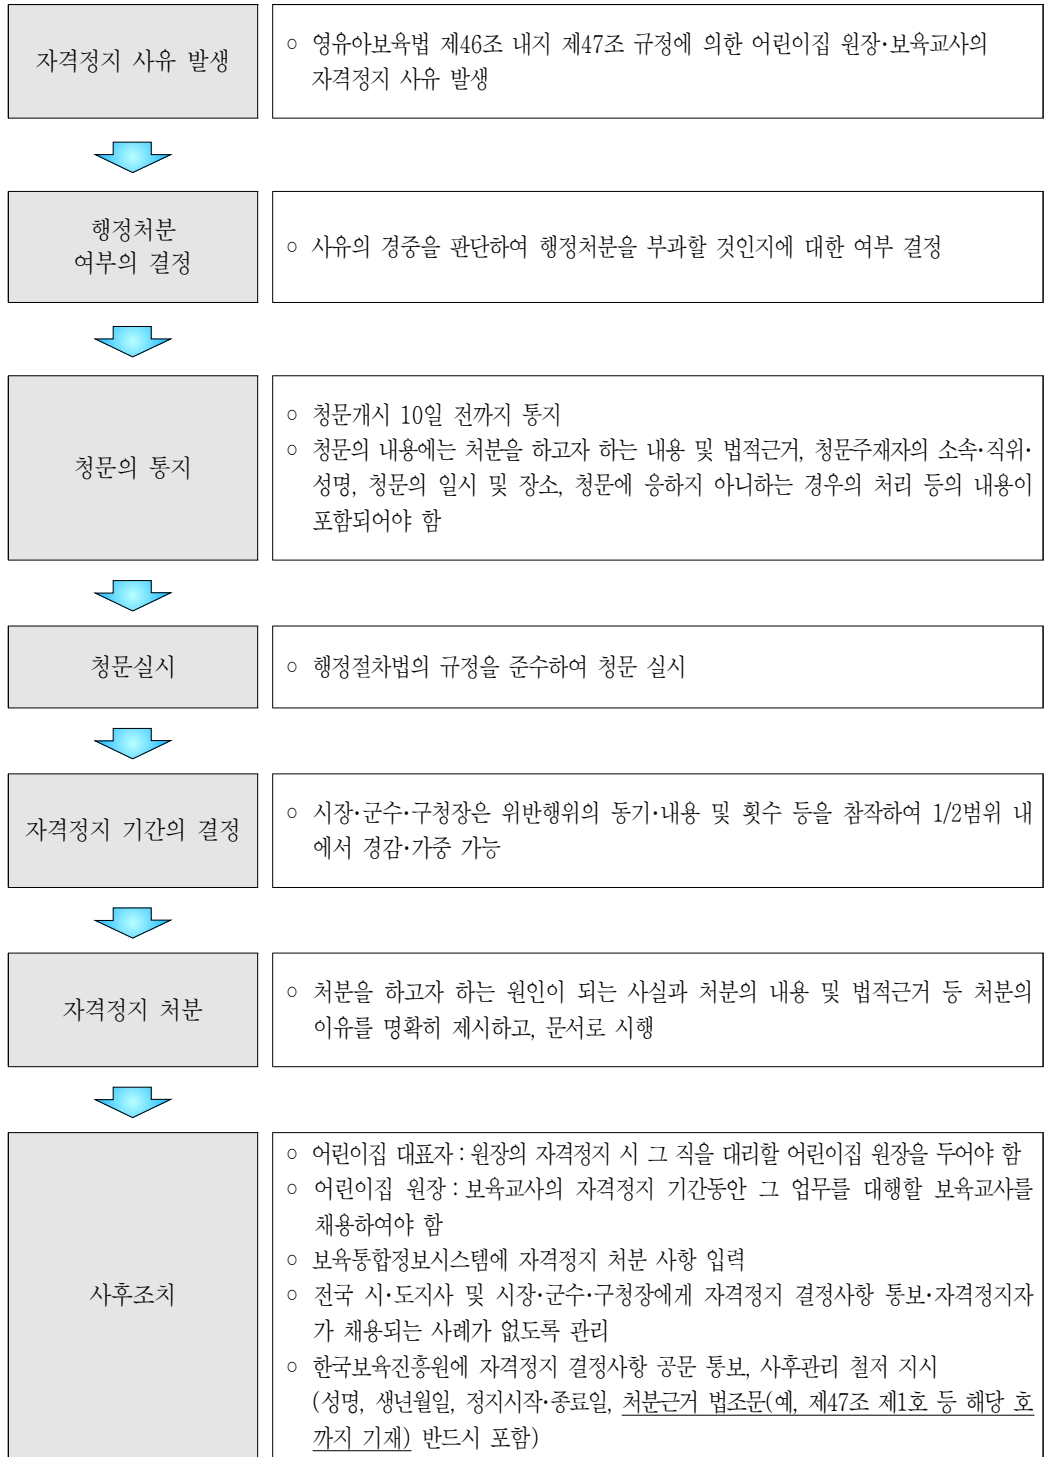 자격정지 사유 발생
○ 영유아보육법 제46조 내지 제47조 규정에 의한 어린이집 원장·보육교사의
자격정지 사유 발생
행정처분
여부의 결정
○ 사유의 경중을 판단하여 행정처분을 부과할 것인지에 대한 여부 결정
청문의 통지
○ 청문개시 10일 전까지 통지
○ 청문의 내용에는 처분을 하고자 하는 내용 및 법적근거, 청문주재자의 소속·직위·
성명, 청문의 일시 및 장소, 청문에 응하지 아니하는 경우의 처리 등의 내용이
포함되어야 함
청문실시
○ 행정절차법의 규정을 준수하여 청문 실시
자격정지 기간의 결정
○ 시장·군수·구청장은 위반행위의 동기·내용 및 횟수 등을 참작하여 1/2범위 내
에서 경감·가중 가능
자격정지 처분
○ 처분을 하고자 하는 원인이 되는 사실과 처분의 내용 및 법적근거 등 처분의
이유를 명확히 제시하고, 문서로 시행
사후조치
○ 어린이집 대표자 : 원장의 자격정지 시 그 직을 대리할 어린이집 원장을 두어야 함
○ 어린이집 원장 : 보육교사의 자격정지 기간동안 그 업무를 대행할 보육교사를
채용하여야 함
○ 보육통합정보시스템에 자격정지 처분 사항 입력
○ 전국 시·도지사 및 시장·군수·구청장에게 자격정지 결정사항 통보·자격정지자
가 채용되는 사례가 없도록 관리
○ 한국보육진흥원에 자격정지 결정사항 공문 통보, 사후관리 철저 지시
(성명, 생년월일, 정지시작·종료일, 처분근거 법조문(예, 제47조 제1호 등 해당 호
까지 기재) 반드시 포함)